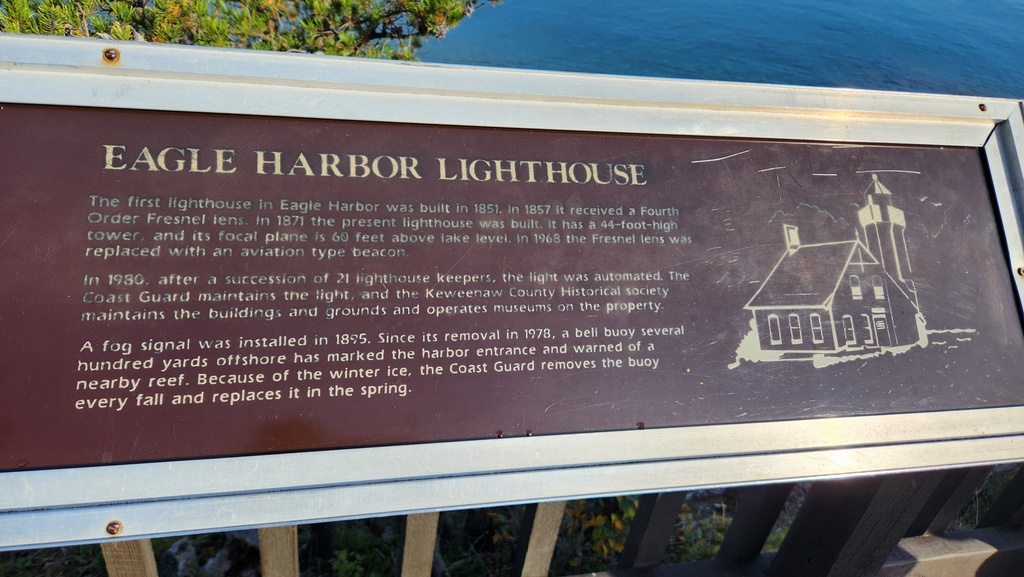 EAGLE HARBOR LIGHTHOUSE
The first lighthouse in Eagle Harbor was built in 1851. In 1857 it received a Fourth
Order Fresnel lens. In 1871 the present lighthouse was built. It has a 44-foot-high
tower, and its focal plane is 60 feet above lake level. In 1968 the Fresnel lens was
replaced with an aviation type beacon.
In 1980, after a succession of 21 lighthouse keepers, the light was automated. The
Coast Guard maintains the light, and the Keweenaw County Historical society
maintains the buildings and grounds and operates museums on the property.
A fog signal was installed in 1895. Since its removal in 1978, a bell buoy several
hundred yards offshore has marked the harbor entrance and warned of a
nearby reef. Because of the winter ice, the Coast Guard removes the buoy
every fall and replaces it in the spring.